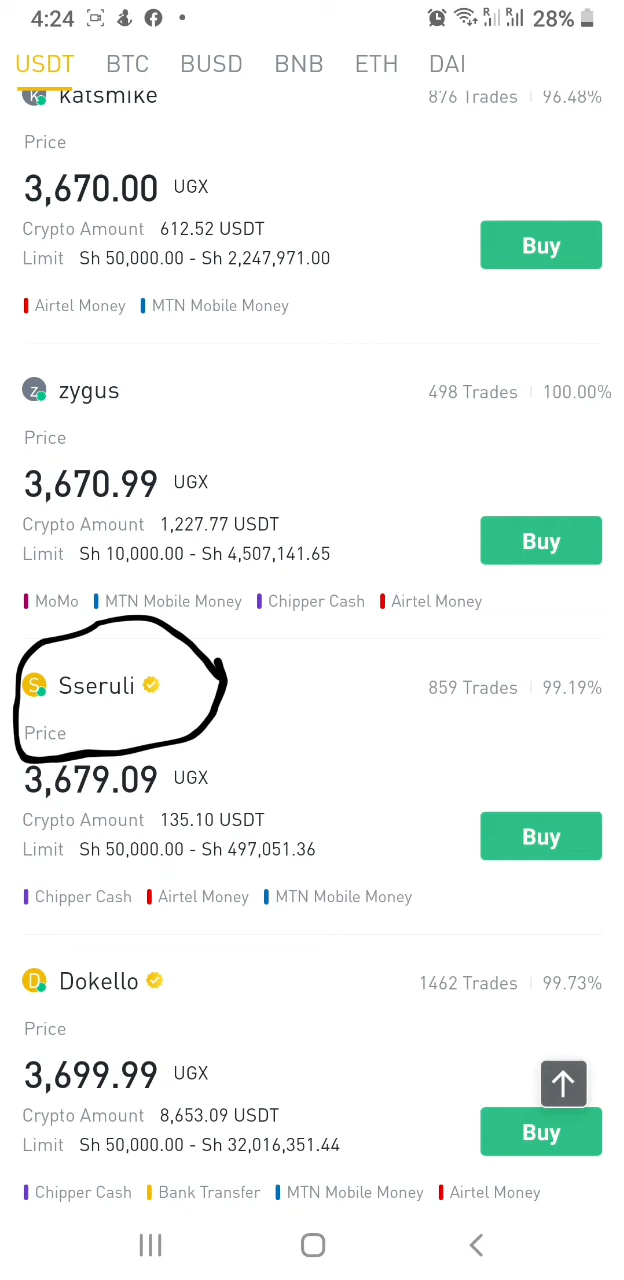 4:24 R R 28%
USDT BTC BUSD BNB ETH DAI
K katsmike 876 Trades 96.48%
Price
3,670.00 UGX
Crypto Amount 612.52 USDT
Limit Sh 50,000.00 - Sh 2,247,971.00
Buy
Airtel Money MTN Mobile Money
Z zygus 498 Trades 100.00%
Price
3,670.99 UGX
Crypto Amount 1,227.77 USDT
Limit Sh 10,000.00 - Sh 4,507,141.65
Buy
MoMo MTN Mobile Money Chipper Cash Airtel Money
S Sseruli 859 Trades 99.19%
Price
3,679.09 UGX
Crypto Amount 135.10 USDT
Limit Sh 50,000.00 - Sh 497,051.36
Buy
Chipper Cash Airtel Money MTN Mobile Money
D Dokello 1462 Trades 99.73%
Price
3,699.99 UGX
Crypto Amount 8,653.09 USDT
Limit Sh 50,000.00 - Sh 32,016,351.44
Buy
Chipper Cash Bank Transfer MTN Mobile Money Airtel Money